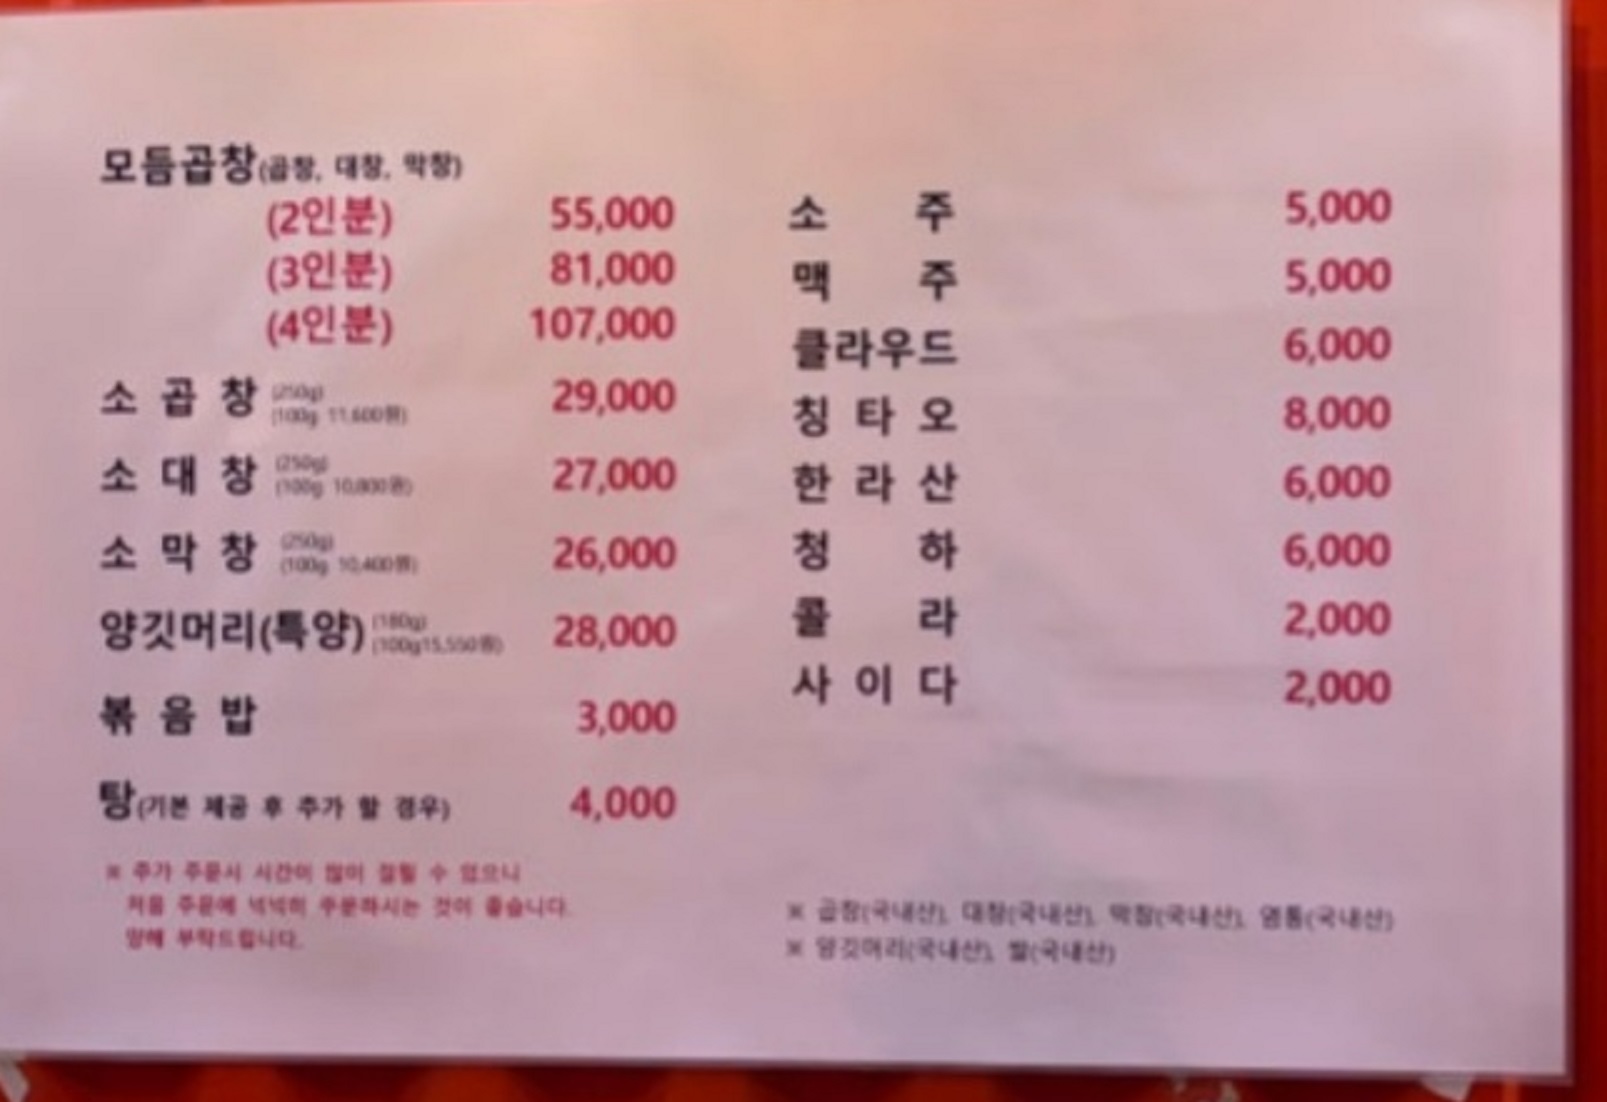 모듬곱창(곱창, 대창, 막창)
(2인분) 55,000
(3인분) 81,000
(4인분) 107,000
소 곱 창 (250g) (100g 11,600원) 29,000
소 대 창 (250g) (100g 10,800원) 27,000
소 막 창 (250g) (100g 10,400원) 26,000
양깃머리(특양) (180g) (100g15,550원) 28,000
볶 음 밥 3,000
탕(기본 제공 후 추가 할 경우) 4,000
※ 추가 주문시 시간이 많이 걸릴 수 있으니
처음 주문에 넉넉히 주문하시는 것이 좋습니다.
양해 부탁드립니다.
소 주 5,000
맥 주 5,000
클라우드 6,000
칭 타 오 8,000
한 라 산 6,000
청 하 6,000
콜 라 2,000
사 이 다 2,000
※ 곱창(국내산), 대창(국내산), 막창(국내산), 염통(국내산)
※ 양깃머리(국내산), 쌀(국내산)